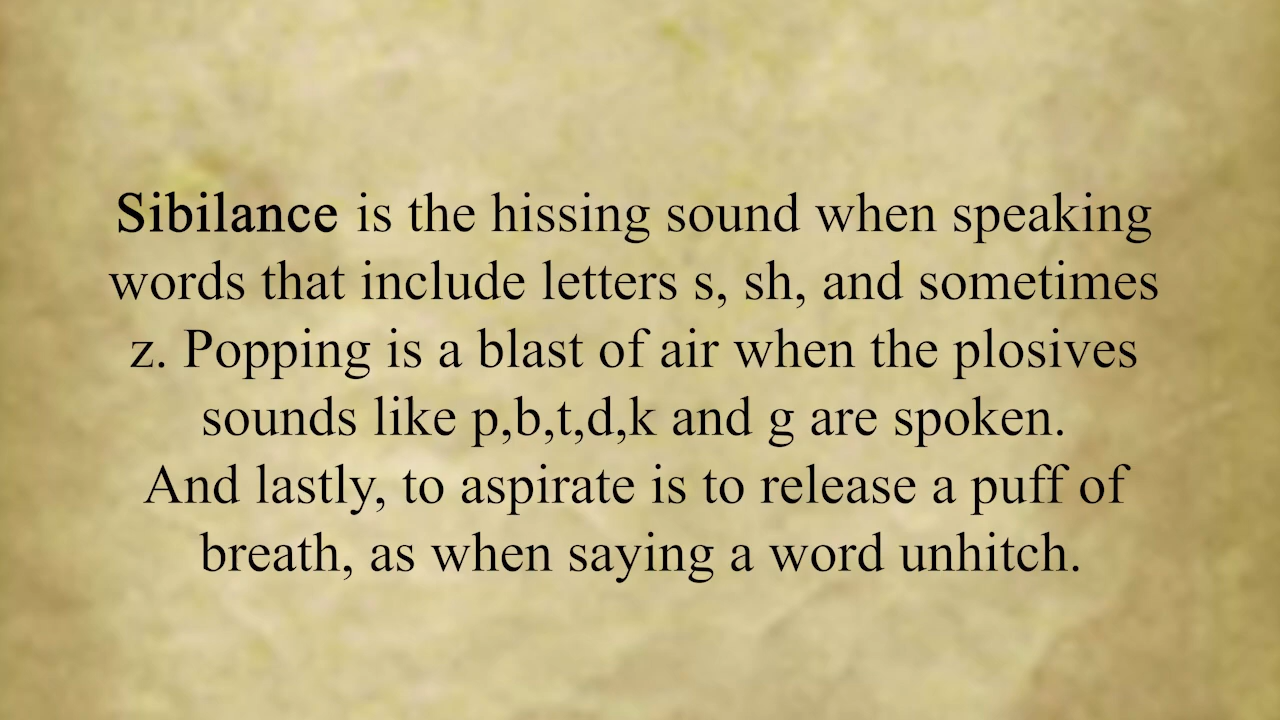 Sibilance is the hissing sound when speaking
words that include letters s, sh, and sometimes
z. Popping is a blast of air when the plosives
sounds like p,b,t,d,k and g are spoken.
And lastly, to aspirate is to release a puff of
breath, as when saying a word unhitch.